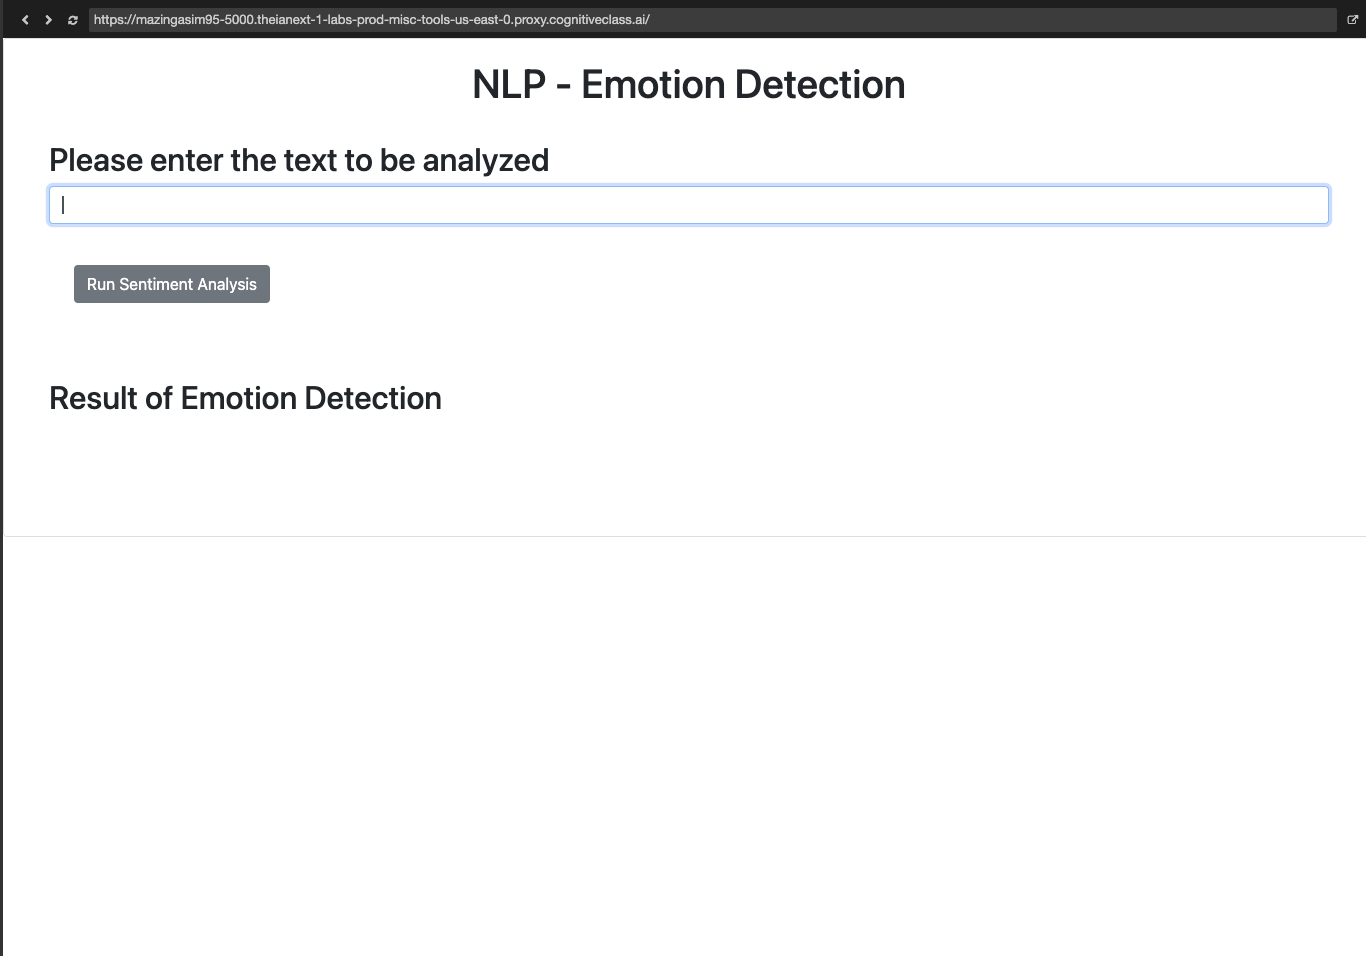 https://mazingasim95-5000.theianext-1-labs-prod-misc-tools-us-east-0.proxy.cognitiveclass.ai/
NLP - Emotion Detection
Please enter the text to be analyzed
Run Sentiment Analysis
Result of Emotion Detection